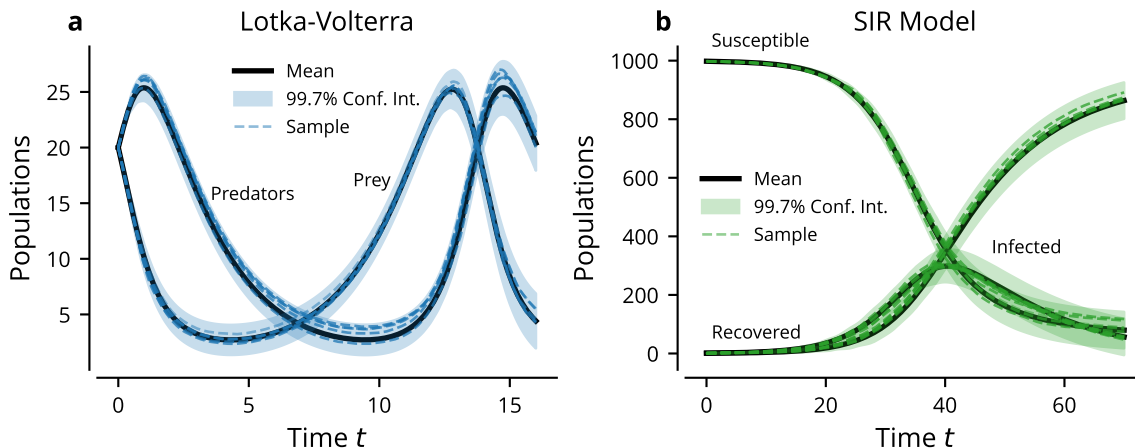 a
Lotka-Volterra
Populations
25
20
15
10
5
Mean
99.7% Conf. Int.
Sample
Predators
Prey
0
5
10
15
Time t
b
SIR Model
Populations
1000
800
600
400
200
0
Susceptible
Mean
99.7% Conf. Int.
Sample
Infected
Recovered
0
20
40
60
Time t